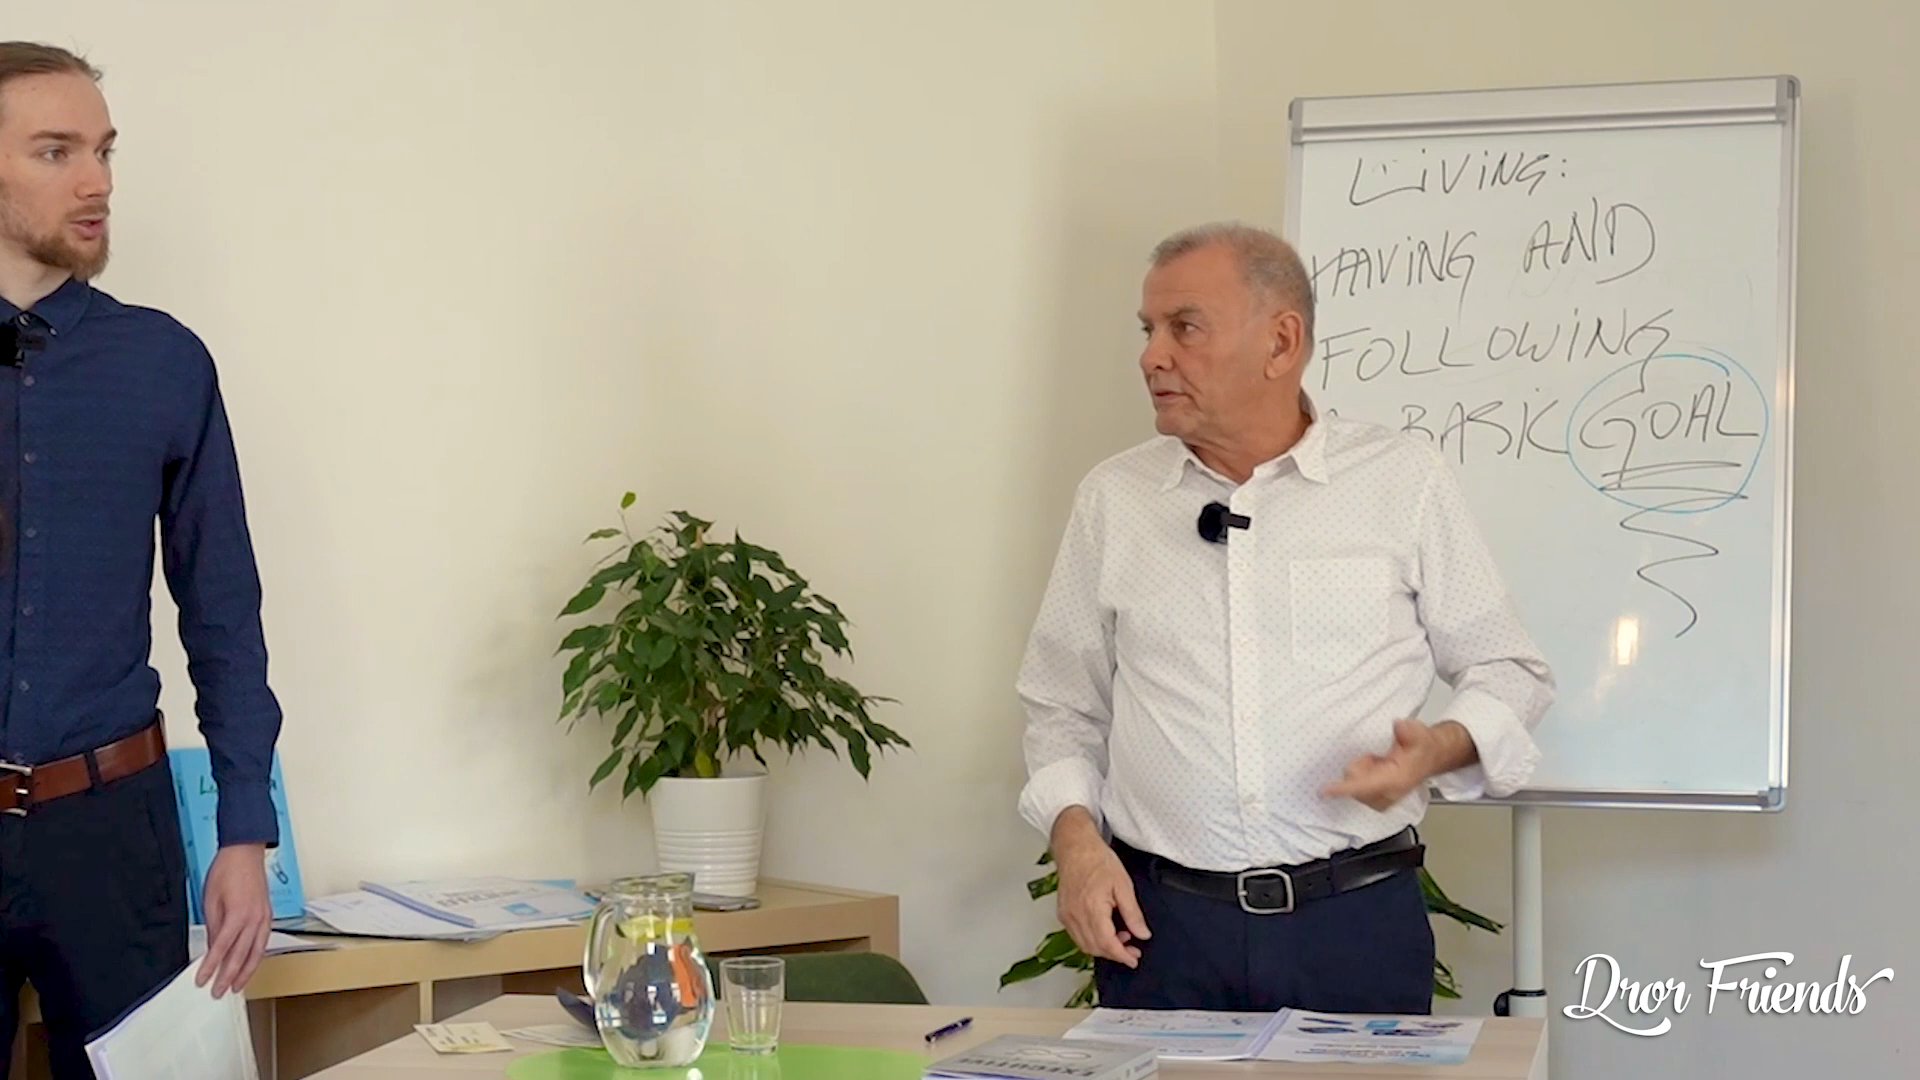 LiViNG:
HAViNG AND
FOLLOWiNG
BASiC GOAL
Dror Friends